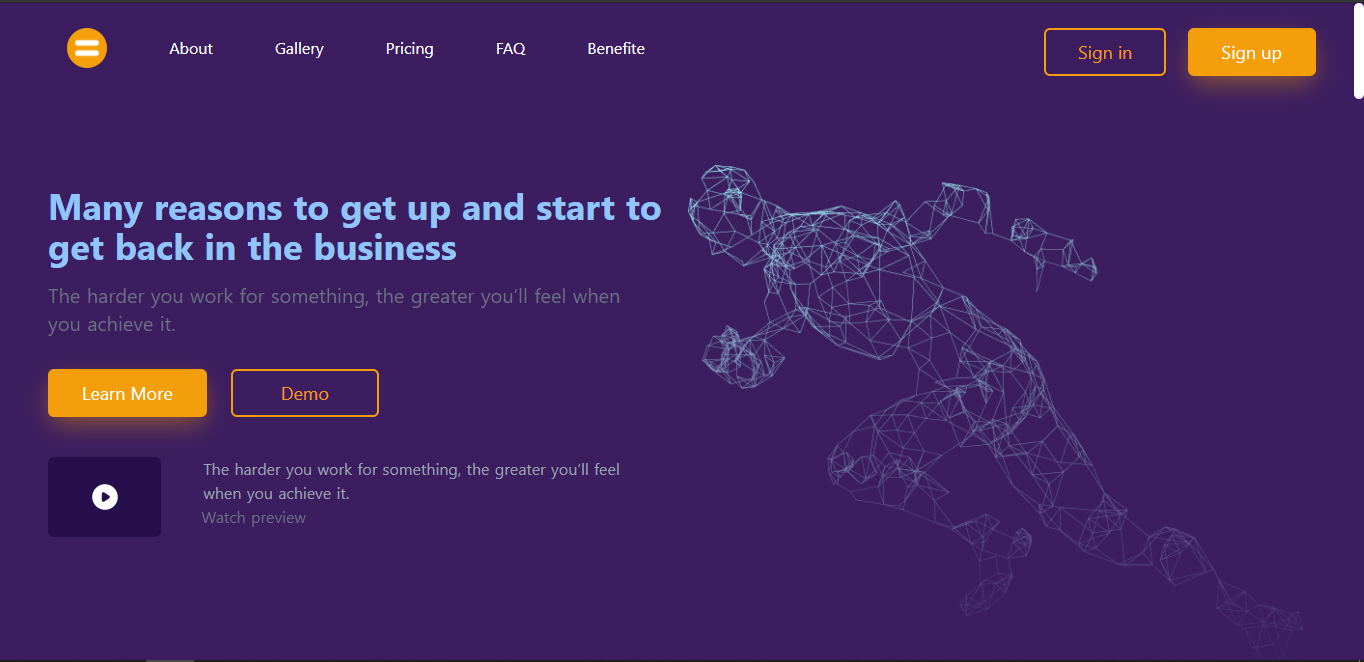 About
Gallery
Pricing
FAQ
Benefite
Sign in
Sign up
Many reasons to get up and start to
get back in the business
The harder you work for something, the greater you’ll feel when
you achieve it.
Learn More
Demo
The harder you work for something, the greater you’ll feel
when you achieve it.
Watch preview